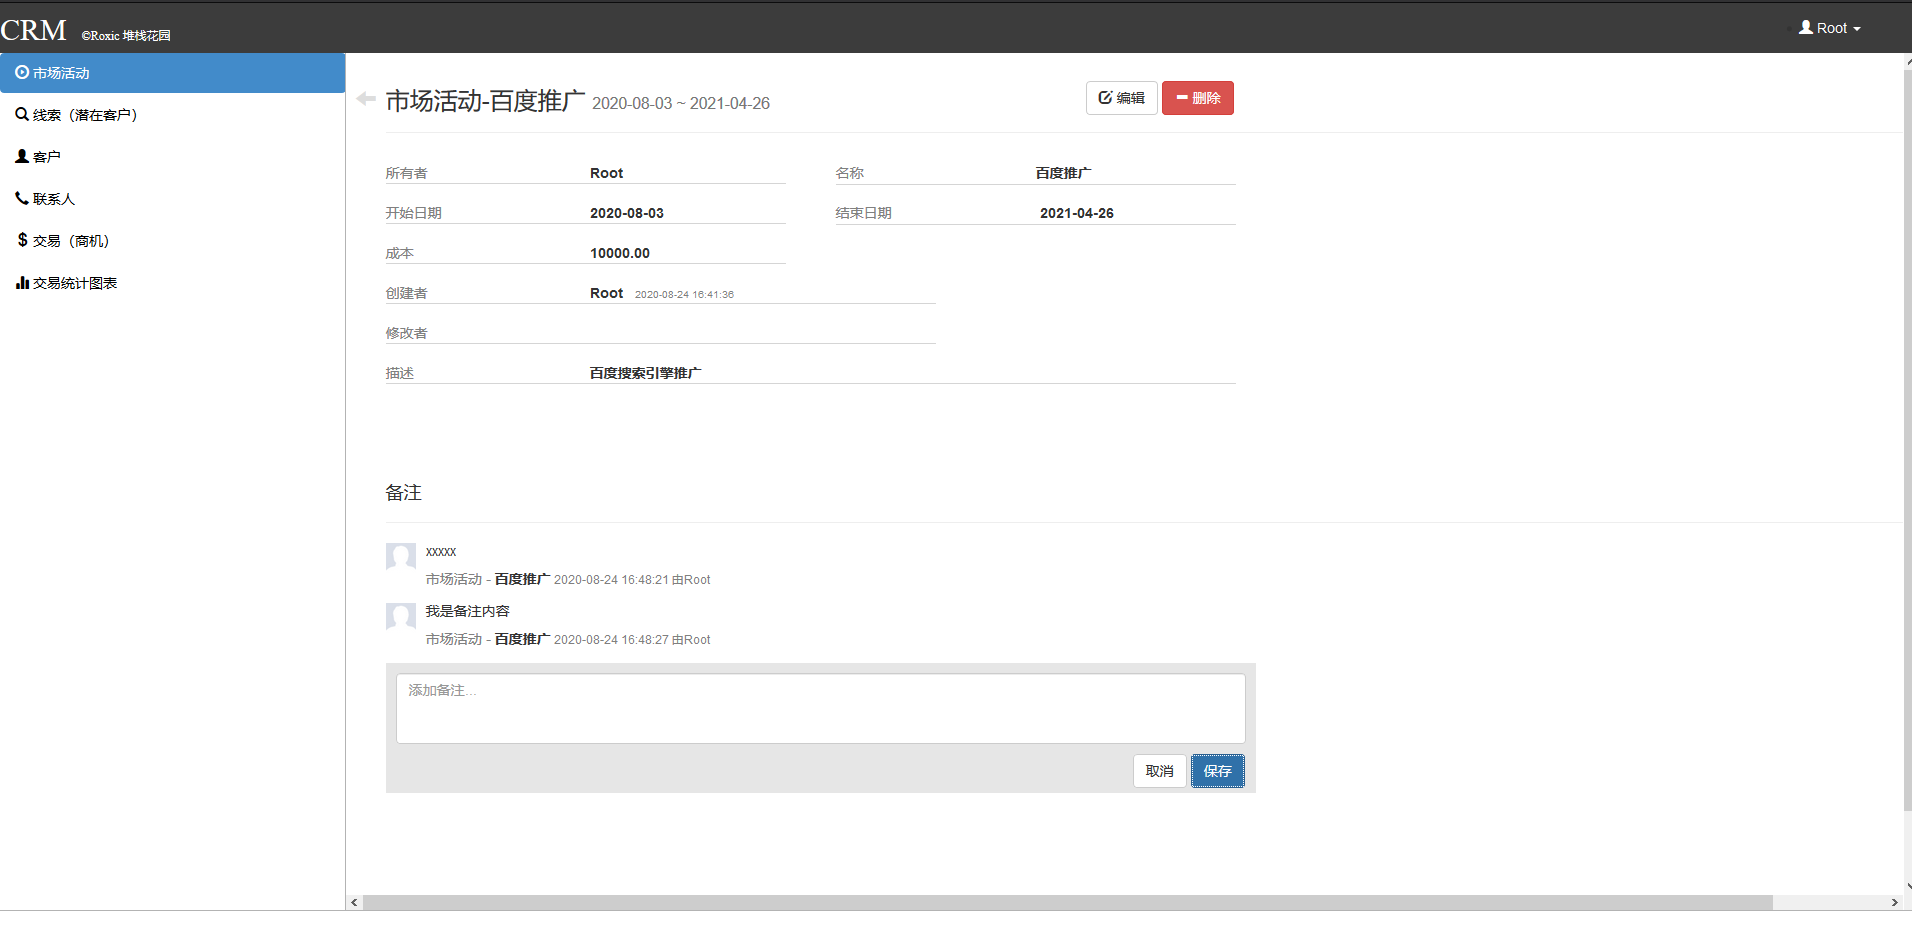 CRM ©Roxic 堆栈花园
Root
市场活动
线索（潜在客户）
客户
联系人
交易（商机）
交易统计图表
市场活动-百度推广 2020-08-03 ~ 2021-04-26
编辑
删除
所有者 Root 名称 百度推广
开始日期 2020-08-03 结束日期 2021-04-26
成本 10000.00
创建者 Root 2020-08-24 16:41:36
修改者
描述 百度搜索引擎推广
备注
xxxxx
市场活动 - 百度推广 2020-08-24 16:48:21 由Root
我是备注内容
市场活动 - 百度推广 2020-08-24 16:48:27 由Root
添加备注...
取消 保存